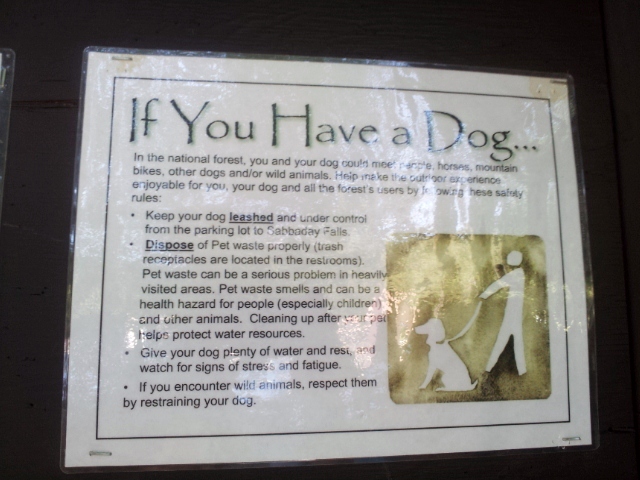 If You Have a Dog...
In the national forest, you and your dog could meet people, horses, mountain
bikes, other dogs and/or wild animals. Help make the outdoor experience
enjoyable for you, your dog and all the forest's users by following these safety
rules:
• Keep your dog leashed and under control
from the parking lot to Sabbaday Falls.
• Dispose of Pet waste properly (trash
receptacles are located in the restrooms).
Pet waste can be a serious problem in heavily
visited areas. Pet waste smells and can be a
health hazard for people (especially children)
and other animals. Cleaning up after your pet
helps protect water resources.
• Give your dog plenty of water and rest, and
watch for signs of stress and fatigue.
• If you encounter wild animals, respect them
by restraining your dog.